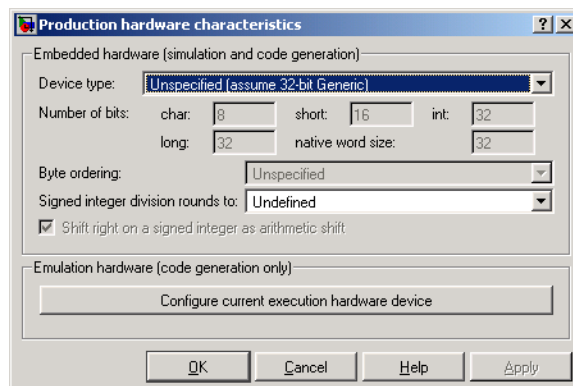 Production hardware characteristics
Embedded hardware (simulation and code generation)
Device type: Unspecified (assume 32-bit Generic)
Number of bits: char: 8 short: 16 int: 32
long: 32 native word size: 32
Byte ordering: Unspecified
Signed integer division rounds to: Undefined
Shift right on a signed integer as arithmetic shift
Emulation hardware (code generation only)
Configure current execution hardware device
OK Cancel Help Apply